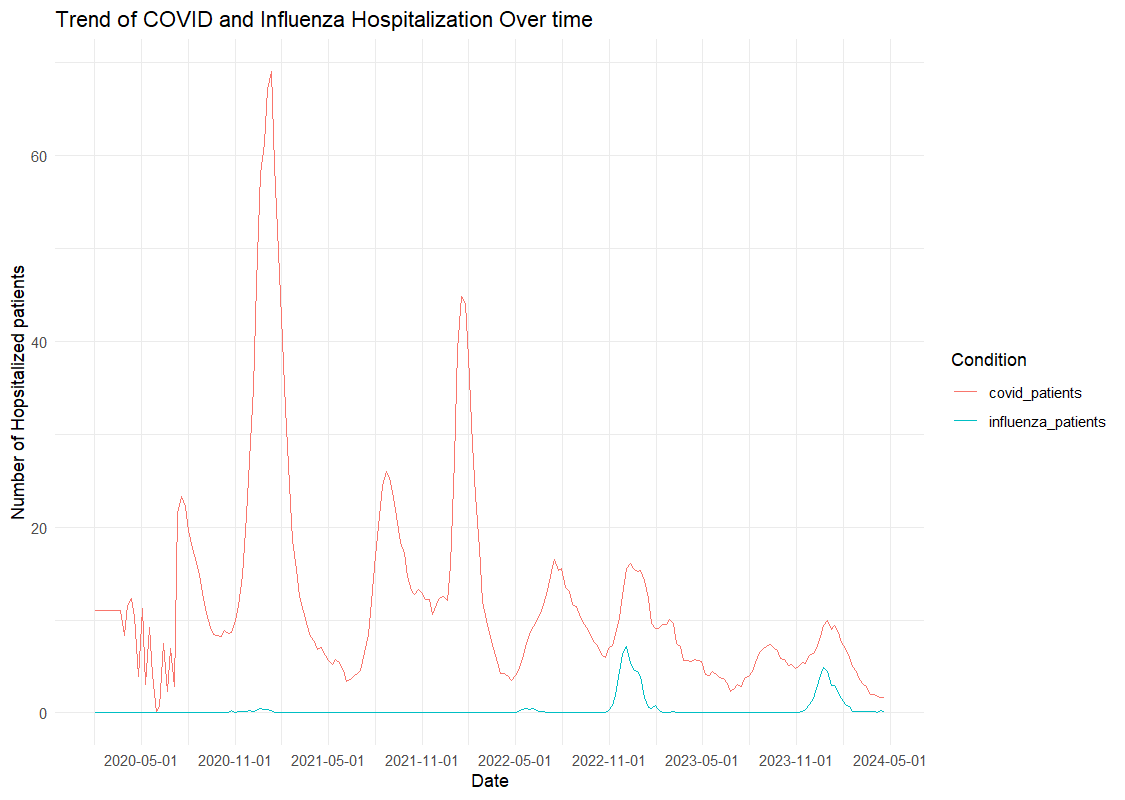 Trend of COVID and Influenza Hospitalization Over time
Number of Hopsitalized patients
60
40
20
0
2020-05-01 2020-11-01 2021-05-01 2021-11-01 2022-05-01 2022-11-01 2023-05-01 2023-11-01 2024-05-01
Date
Condition
covid_patients
influenza_patients